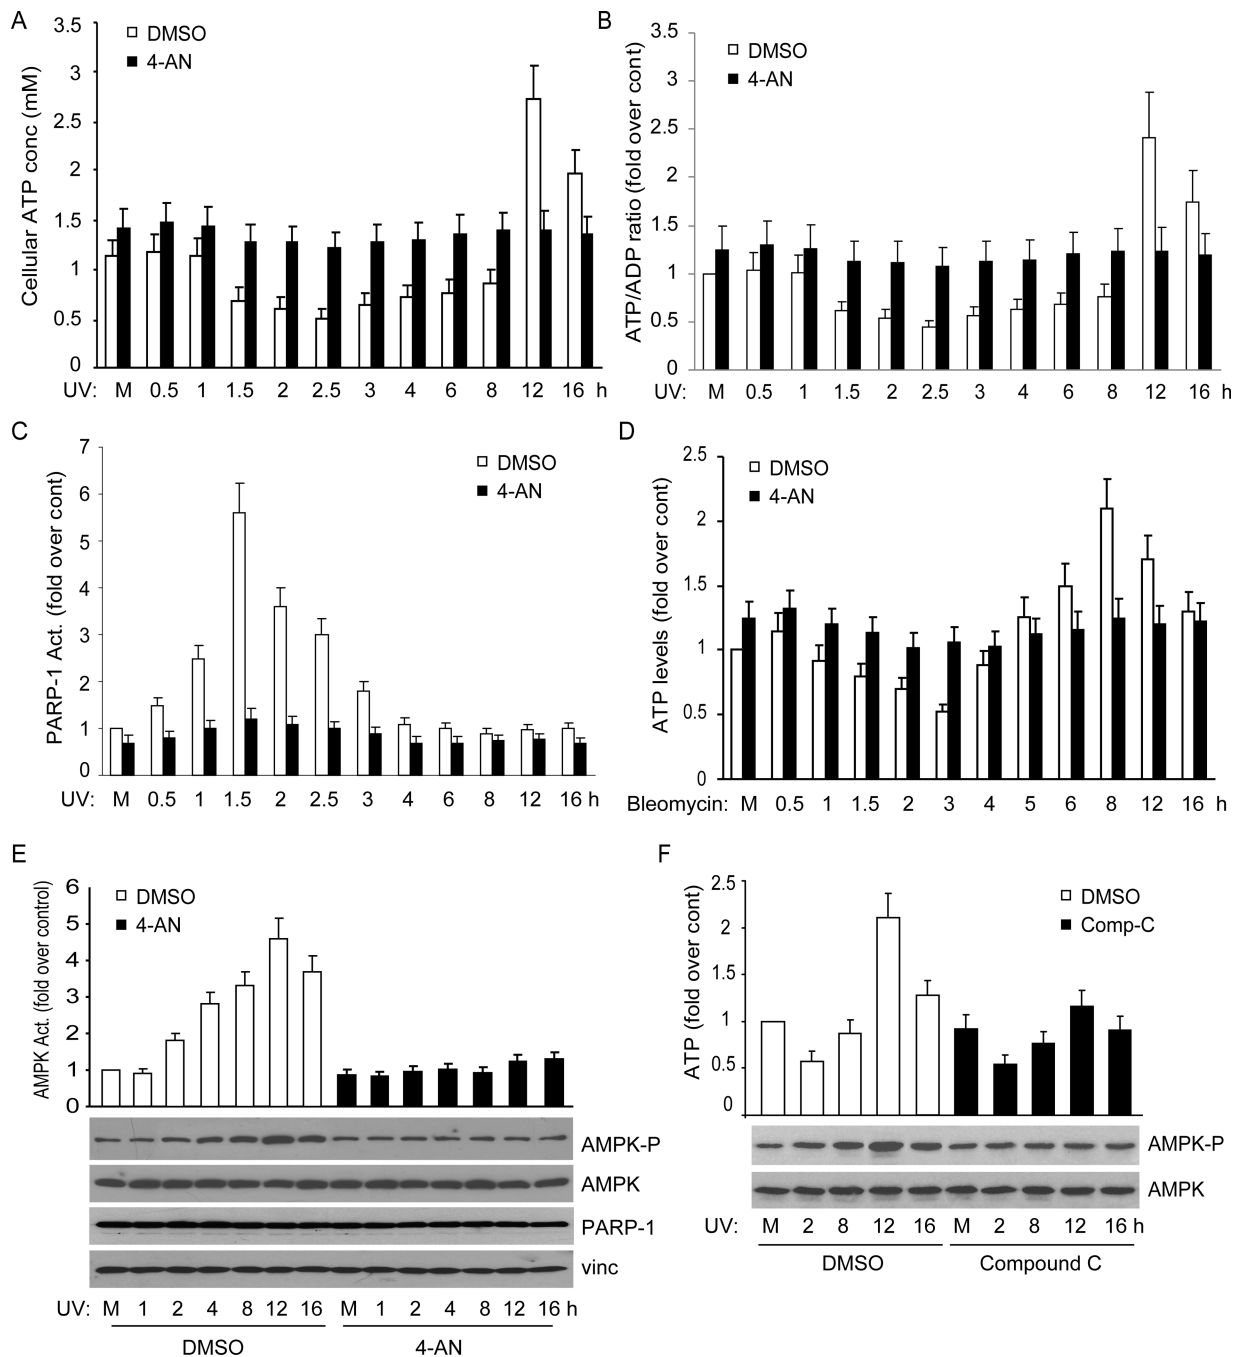 A
Cellular ATP conc (mM)
3.5
3
2.5
2
1.5
1
0.5
0
DMSO
4-AN
UV: M 0.5 1 1.5 2 2.5 3 4 6 8 12 16 h
B
ATP/ADP ratio (fold over cont)
3.5
3
2.5
2
1.5
1
0.5
0
DMSO
4-AN
UV: M 0.5 1 1.5 2 2.5 3 4 6 8 12 16 h
C
PARP-1 Act. (fold over cont)
7
6
5
4
3
2
1
0
DMSO
4-AN
UV: M 0.5 1 1.5 2 2.5 3 4 6 8 12 16 h
D
ATP levels (fold over cont)
2.5
2
1.5
1
0.5
0
DMSO
4-AN
Bleomycin: M 0.5 1 1.5 2 3 4 5 6 8 12 16 h
E
AMPK Act. (fold over control)
6
5
4
3
2
1
0
DMSO
4-AN
AMPK-P
AMPK
PARP-1
vinc
UV: M 1 2 4 8 12 16 M 1 2 4 8 12 16 h
DMSO 4-AN
F
ATP (fold over cont)
2.5
2
1.5
1
0.5
0
DMSO
Comp-C
AMPK-P
AMPK
UV: M 2 8 12 16 M 2 8 12 16 h
DMSO Compound C